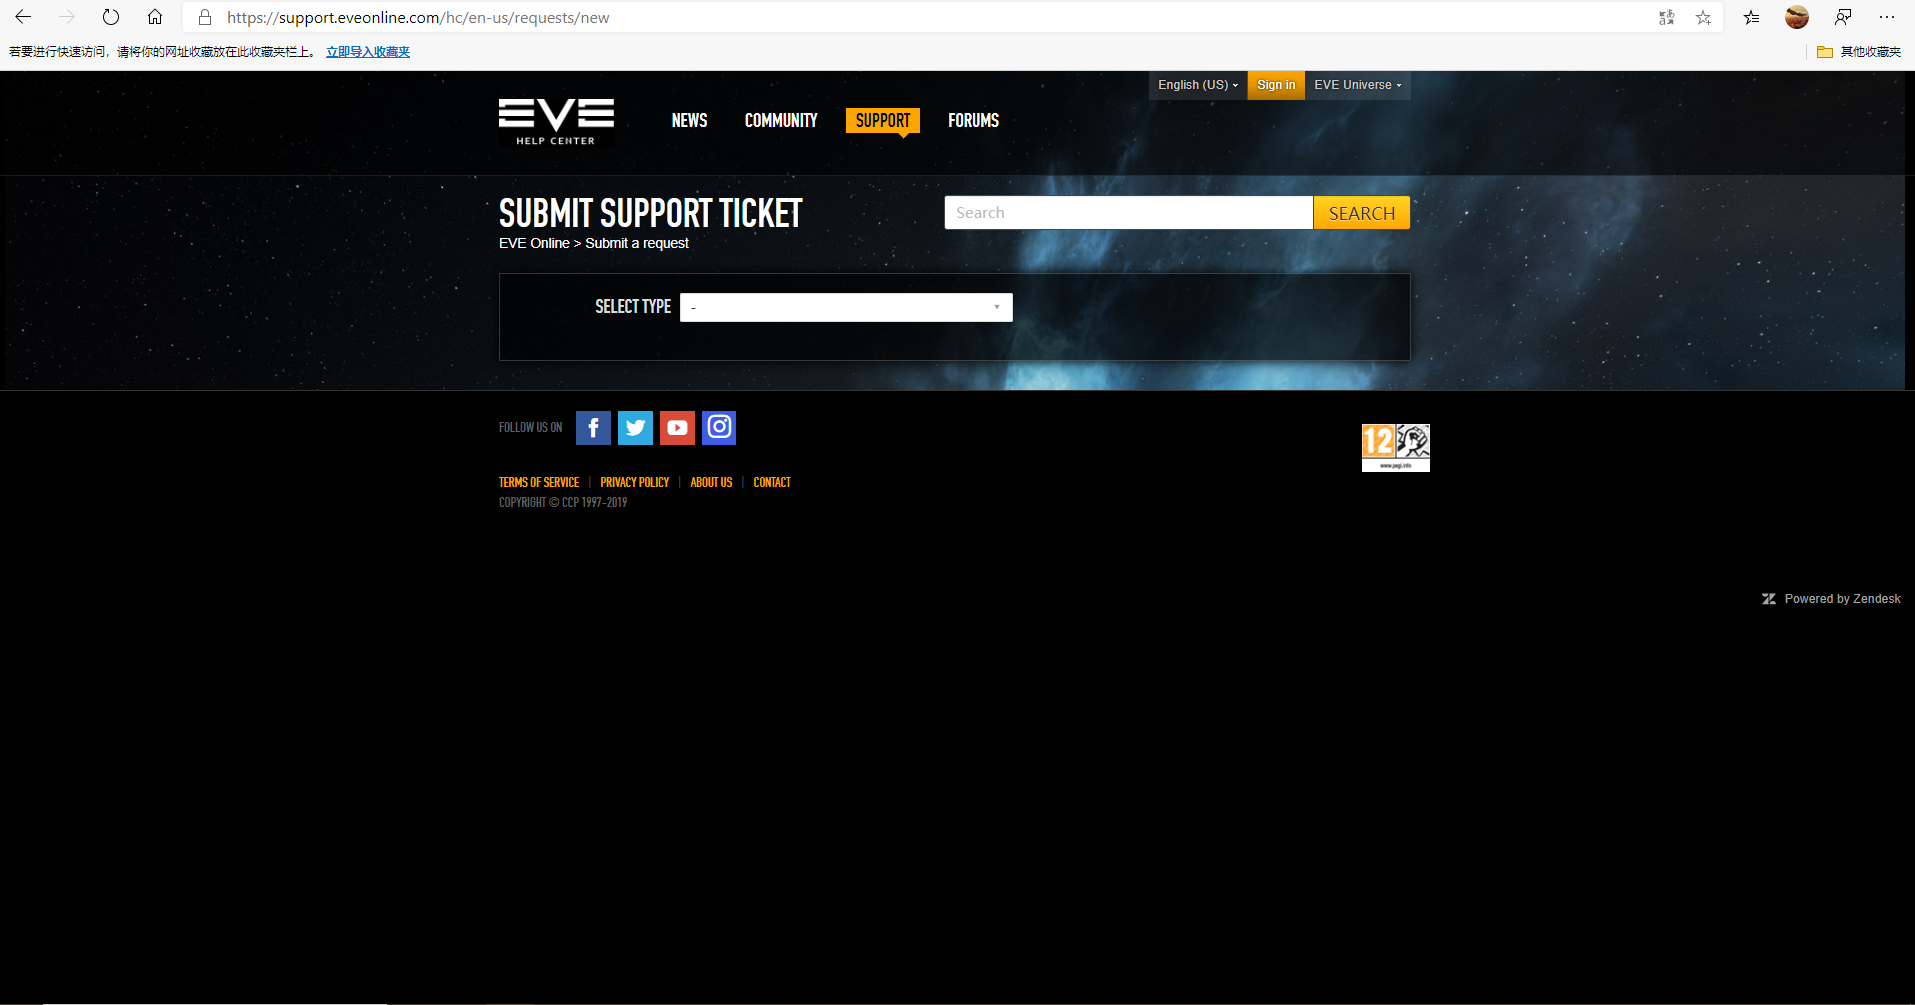 https://support.eveonline.com/hc/en-us/requests/new
若要进行快速访问，请将你的网址收藏放在此收藏夹栏上。 立即导入收藏夹
其他收藏夹
English (US) Sign in EVE Universe
EVE
HELP CENTER
NEWS COMMUNITY SUPPORT FORUMS
SUBMIT SUPPORT TICKET
EVE Online > Submit a request
Search SEARCH
SELECT TYPE -
FOLLOW US ON
12
www.pegi.info
TERMS OF SERVICE | PRIVACY POLICY | ABOUT US | CONTACT
COPYRIGHT © CCP 1997-2019
Powered by Zendesk